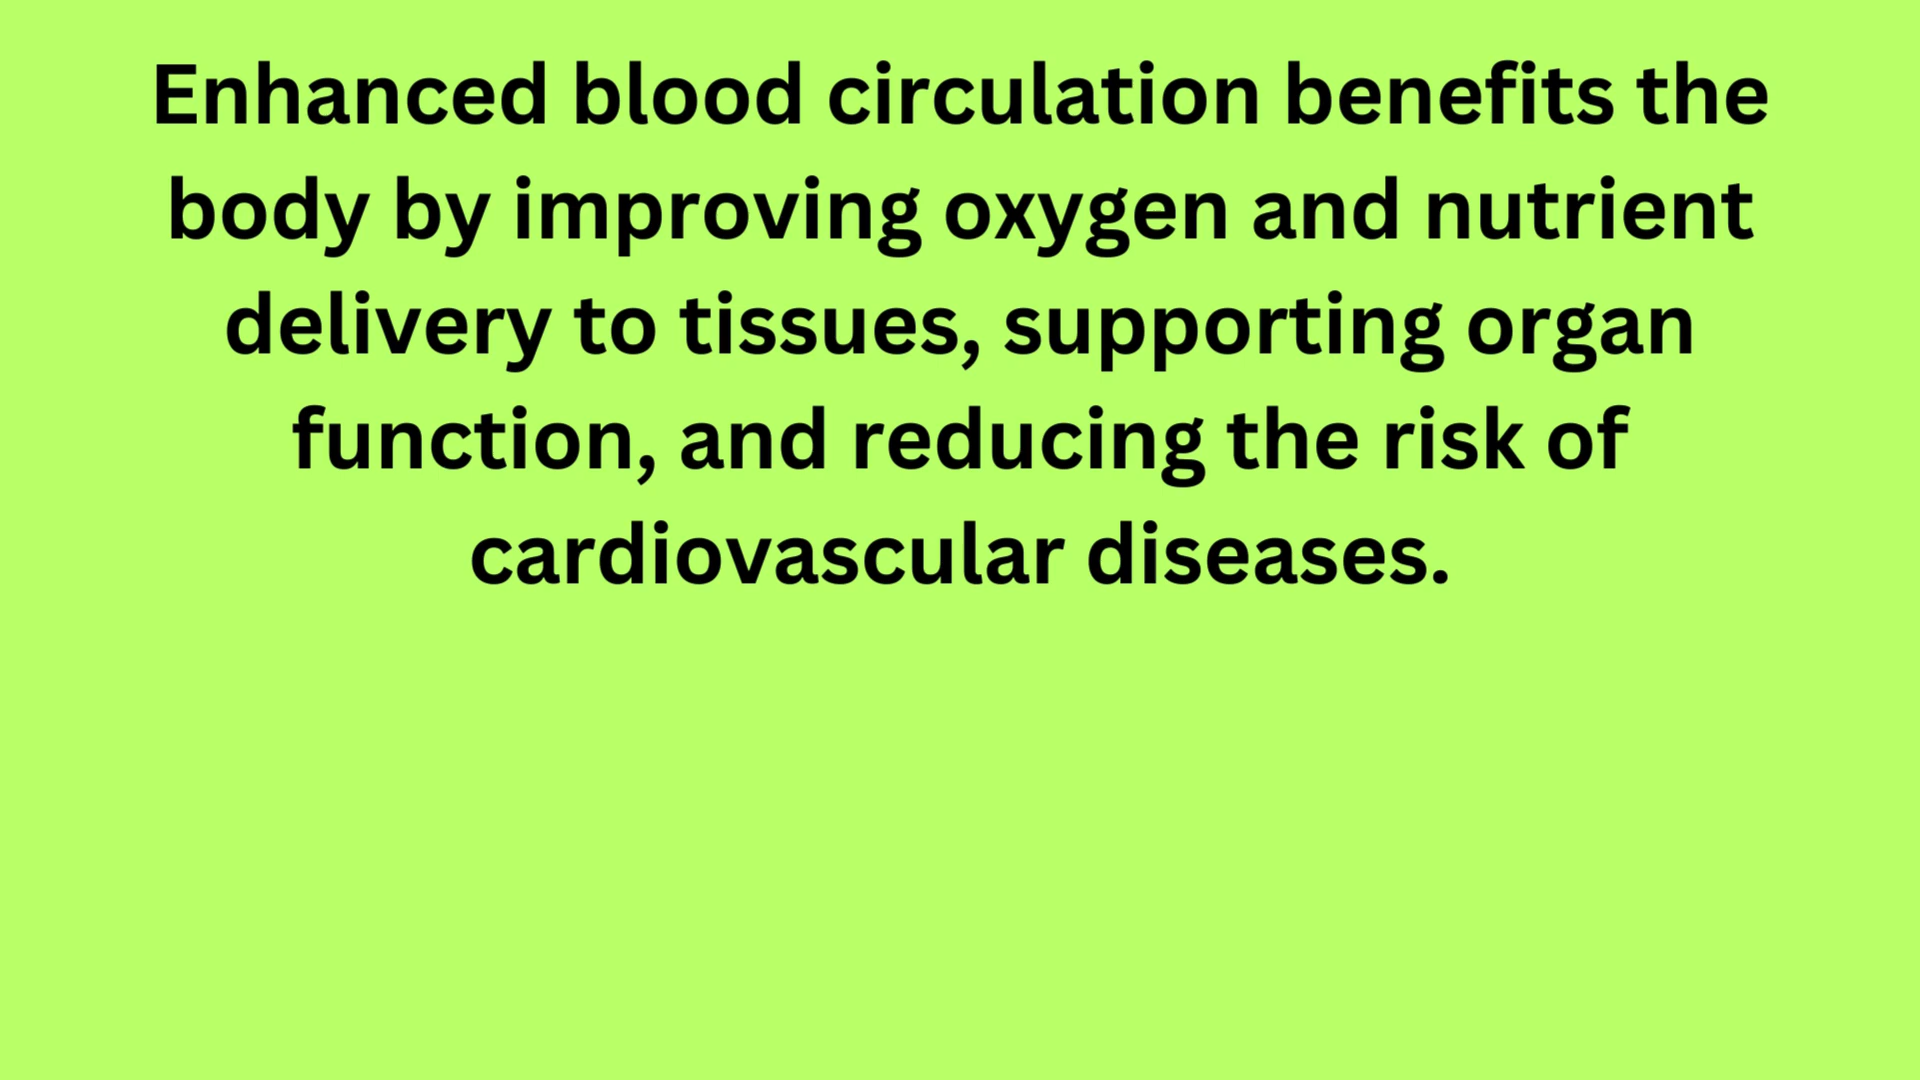 Enhanced blood circulation benefits the
body by improving oxygen and nutrient
delivery to tissues, supporting organ
function, and reducing the risk of
cardiovascular diseases.